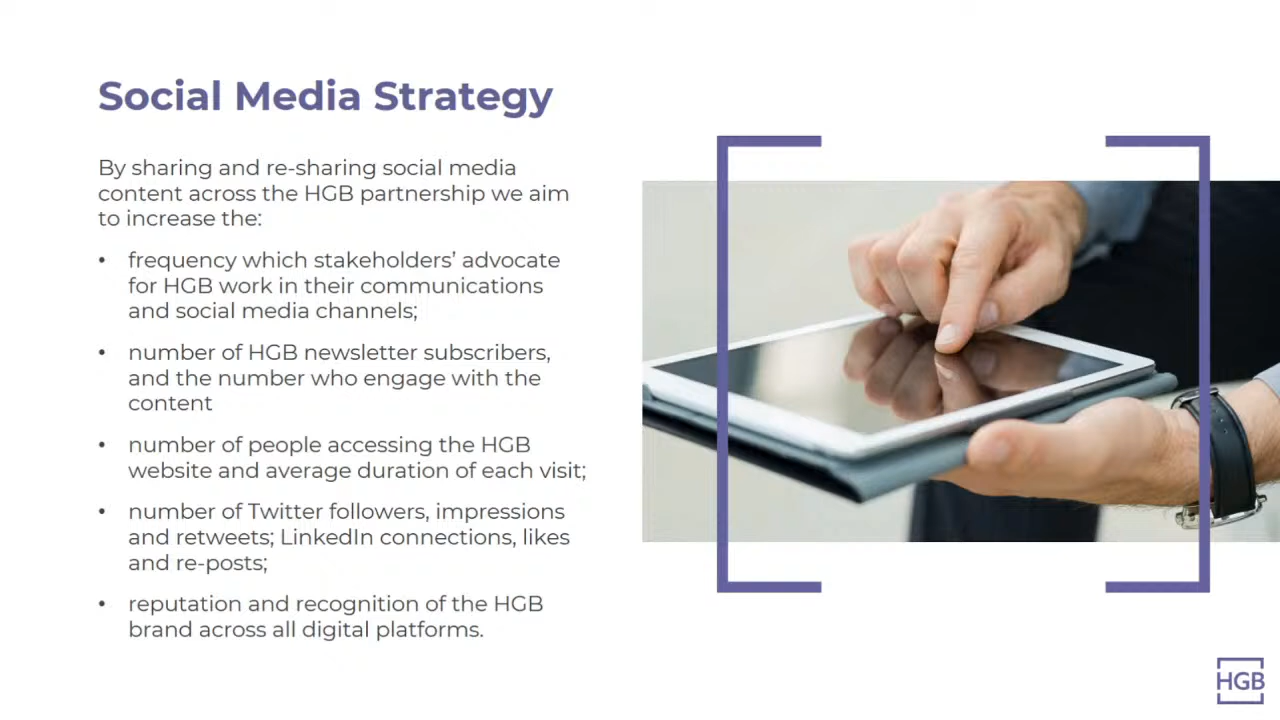 Social Media Strategy
By sharing and re-sharing social media
content across the HGB partnership we aim
to increase the:
• frequency which stakeholders’ advocate
for HGB work in their communications
and social media channels;
• number of HGB newsletter subscribers,
and the number who engage with the
content
• number of people accessing the HGB
website and average duration of each visit;
• number of Twitter followers, impressions
and retweets; LinkedIn connections, likes
and re-posts;
• reputation and recognition of the HGB
brand across all digital platforms.
HGB